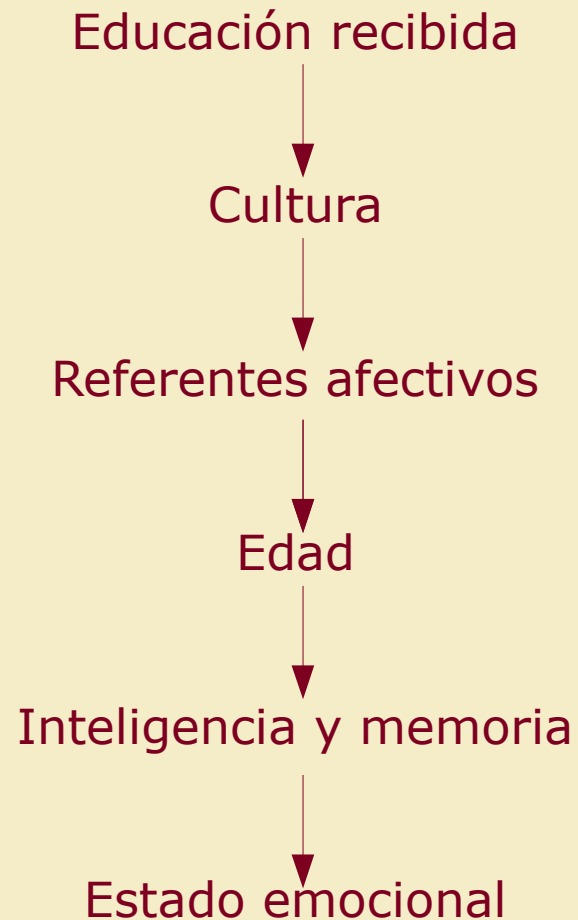 Educación recibida
Cultura
Referentes afectivos
Edad
Inteligencia y memoria
Estado emocional